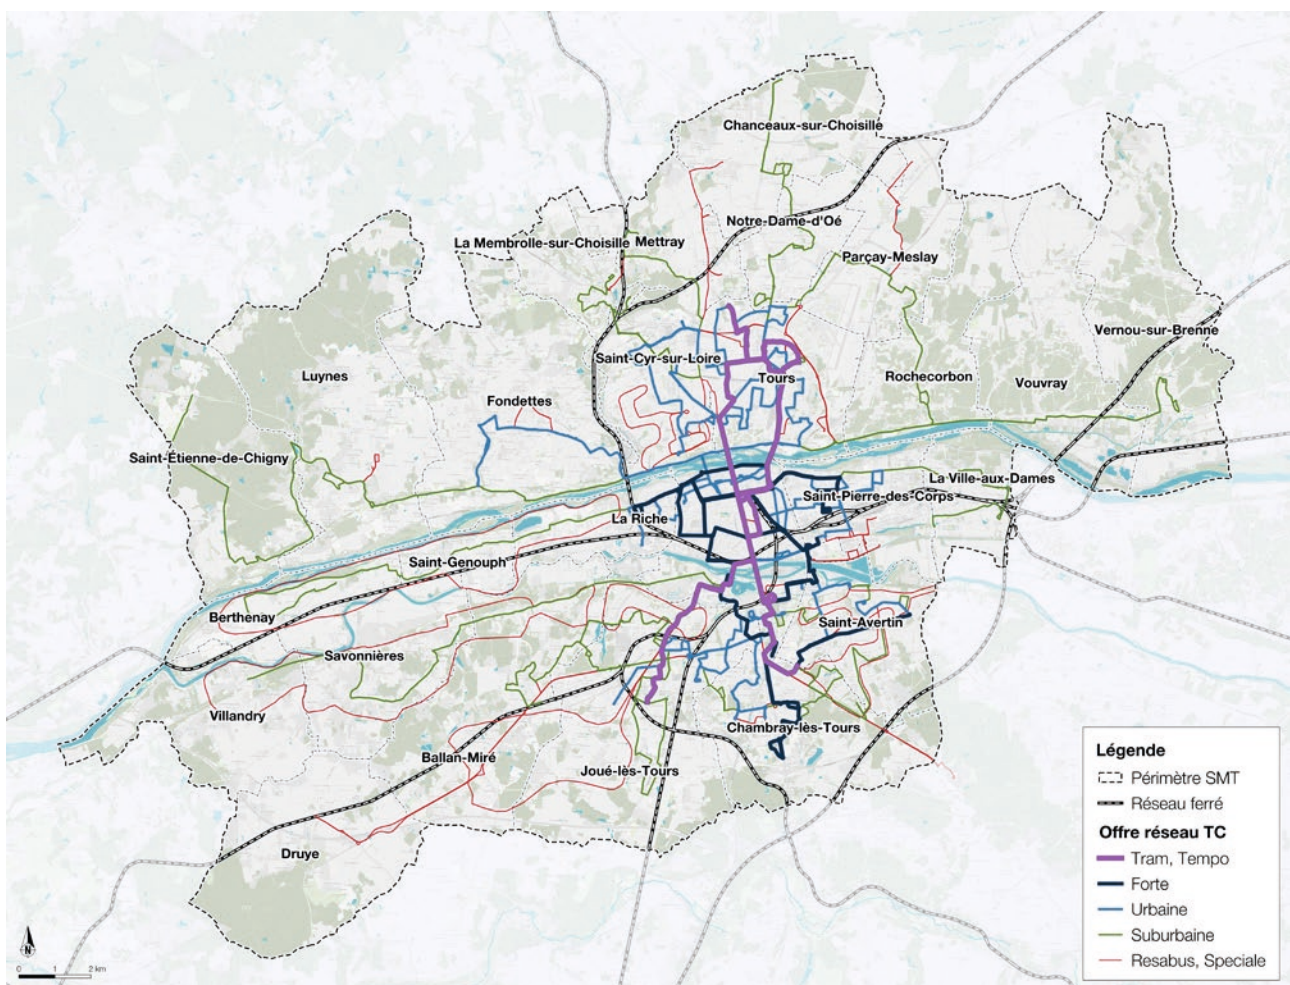 Chanceaux-sur-Choisille
Notre-Dame-d'Oé
La Membrolle-sur-Choisille
Mettray
Parçay-Meslay
Vernou-sur-Brenne
Saint-Cyr-sur-Loire
Luynes
Tours
Rochecorbon
Vouvray
Fondettes
Saint-Étienne-de-Chigny
La Ville-aux-Dames
Saint-Pierre-des-Corps
La Riche
Saint-Genouph
Berthenay
Saint-Avertin
Savonnières
Villandry
Chambray-lès-Tours
Ballan-Miré
Joué-lès-Tours
Druye
Légende
Périmètre SMT
Réseau ferré
Offre réseau TC
Tram, Tempo
Forte
Urbaine
Suburbaine
Resabus, Speciale
N
0 1 2 km